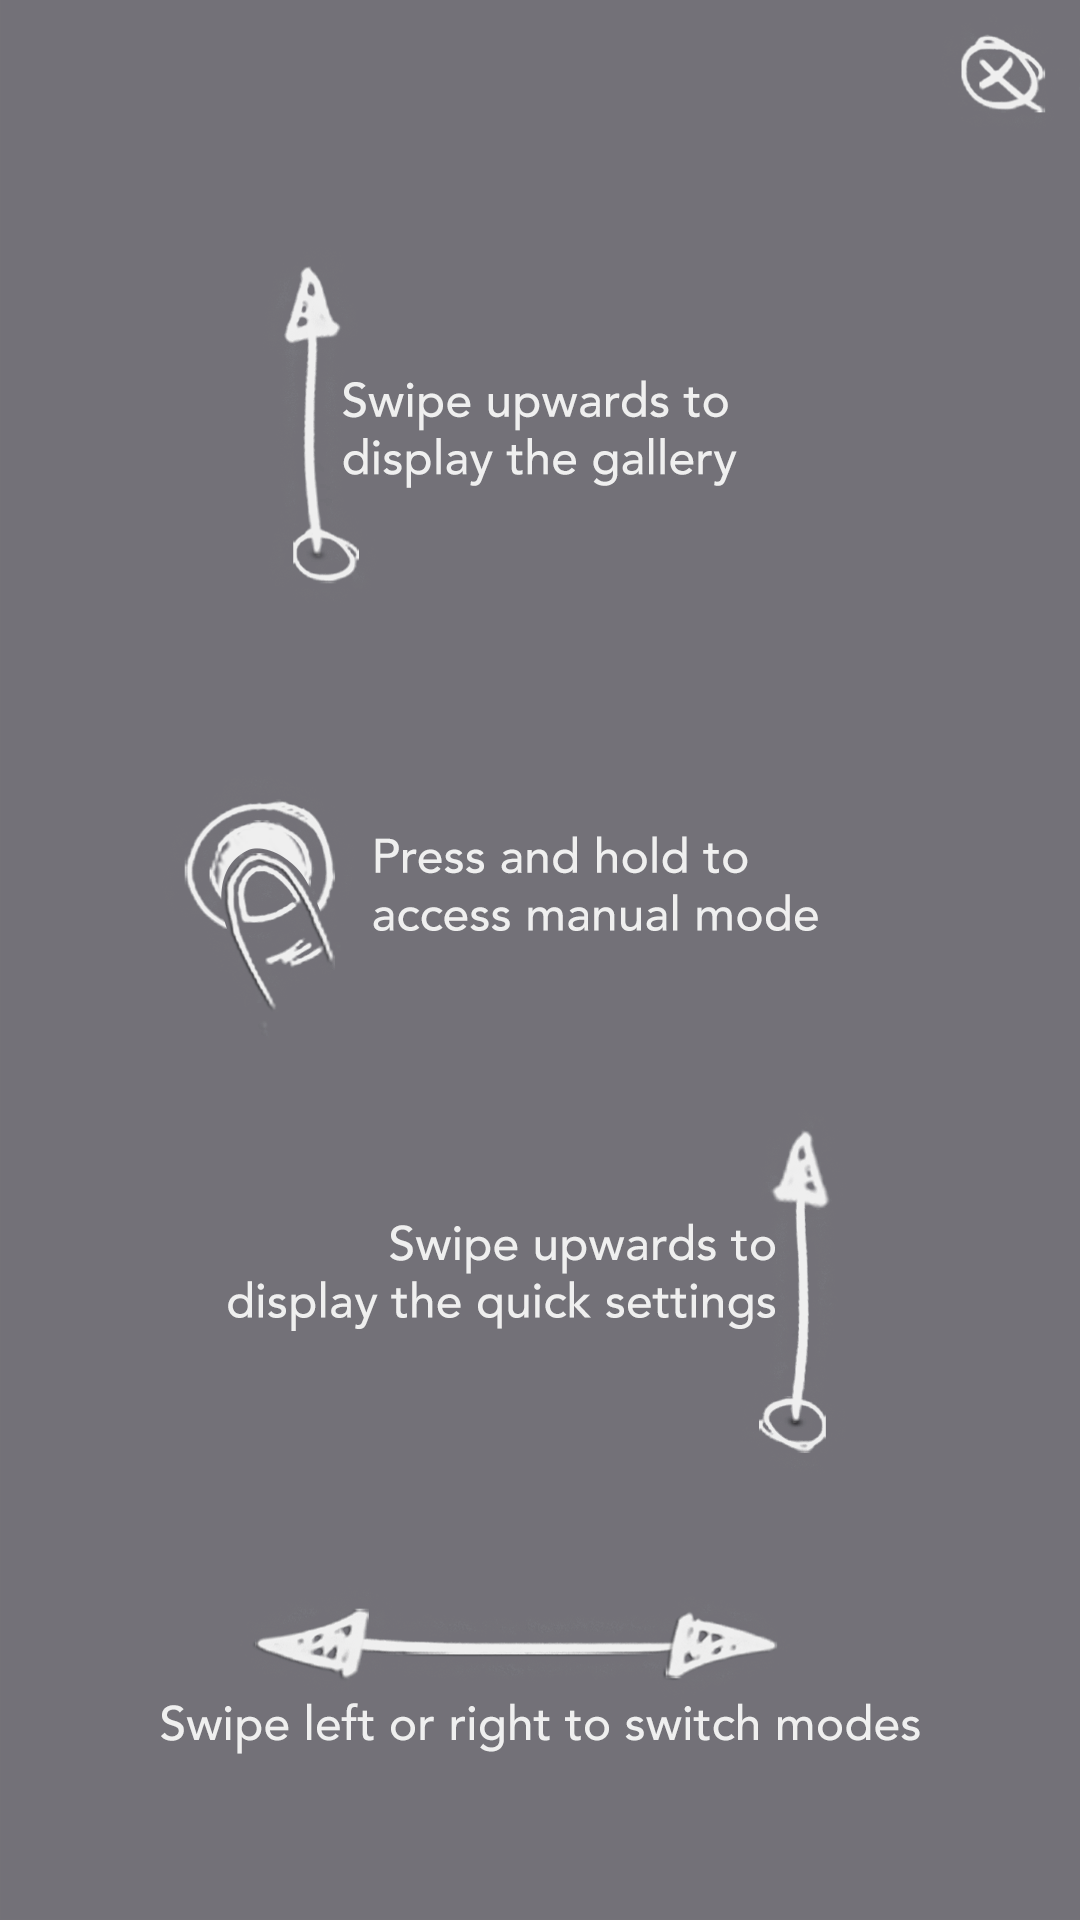 Swipe upwards to
display the gallery
Press and hold to
access manual mode
Swipe upwards to
display the quick settings
Swipe left or right to switch modes